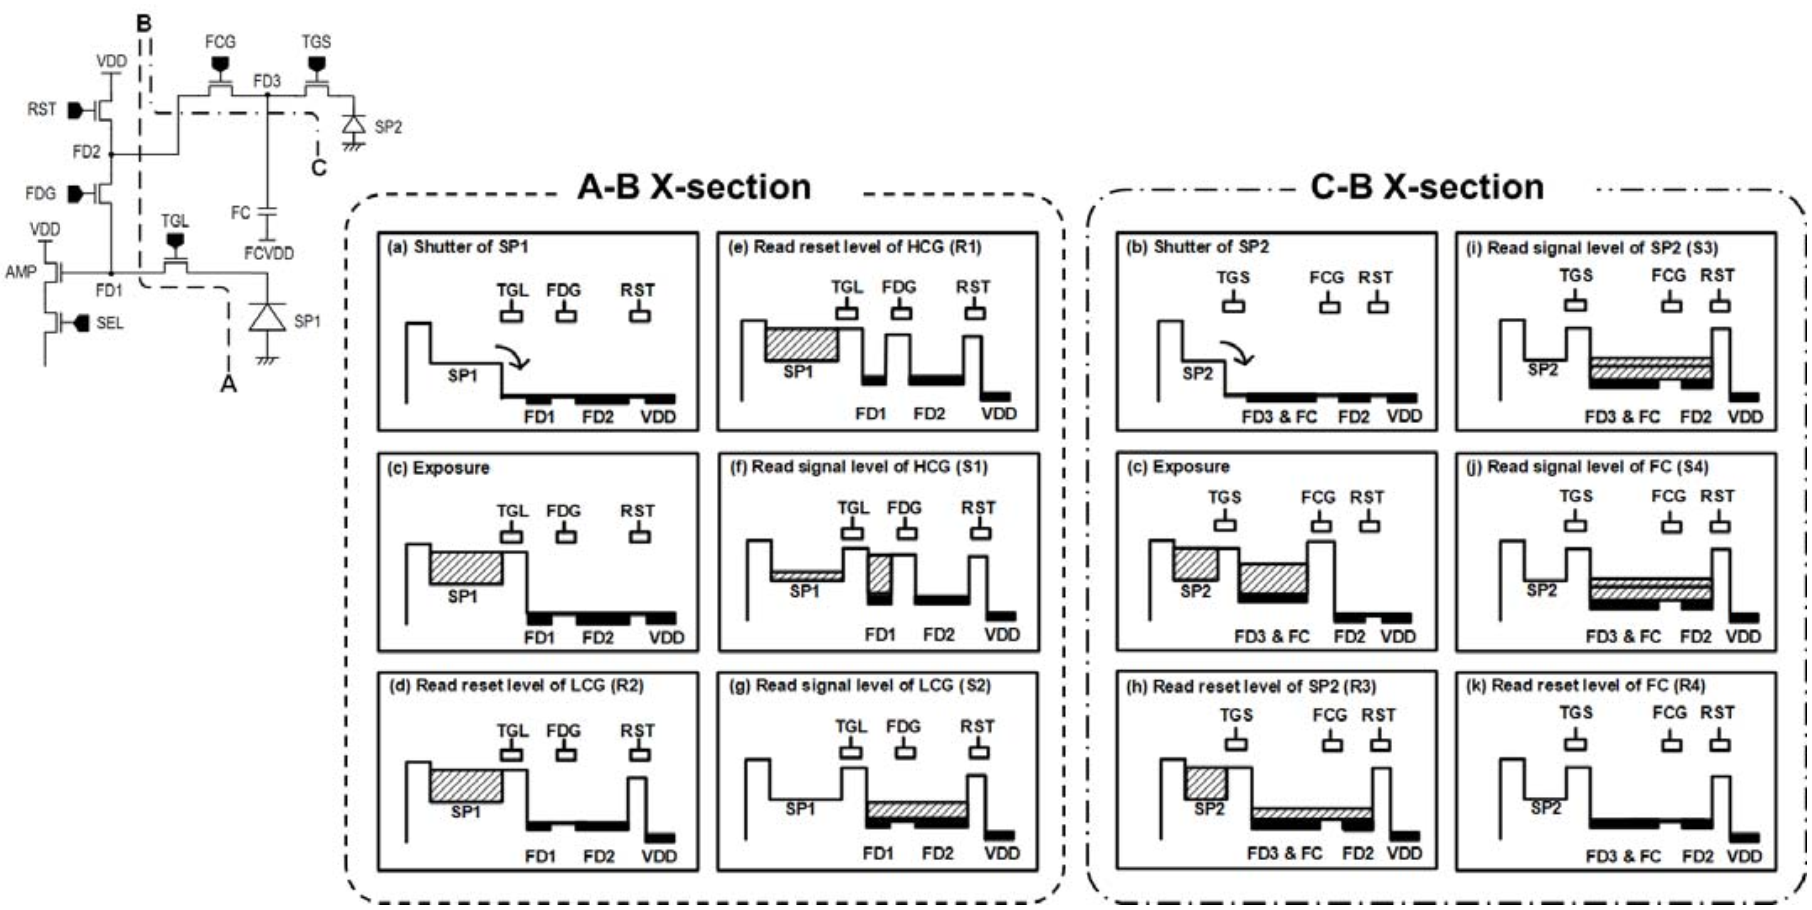 B
FCG
TGS
VDD
FD3
RST
SP2
FD2
C
FDG
FC
TGL
VDD
FCVDD
AMP
FD1
SEL
SP1
A
A-B X-section
(a) Shutter of SP1
TGL FDG RST
SP1
FD1 FD2 VDD
(e) Read reset level of HCG (R1)
TGL FDG RST
SP1
FD1 FD2 VDD
(c) Exposure
TGL FDG RST
SP1
FD1 FD2 VDD
(f) Read signal level of HCG (S1)
TGL FDG RST
SP1
FD1 FD2 VDD
(d) Read reset level of LCG (R2)
TGL FDG RST
SP1
FD1 FD2 VDD
(g) Read signal level of LCG (S2)
TGL FDG RST
SP1
FD1 FD2 VDD
C-B X-section
(b) Shutter of SP2
TGS FCG RST
SP2
FD3 & FC FD2 VDD
(i) Read signal level of SP2 (S3)
TGS FCG RST
SP2
FD3 & FC FD2 VDD
(c) Exposure
TGS FCG RST
SP2
FD3 & FC FD2 VDD
(j) Read signal level of FC (S4)
TGS FCG RST
SP2
FD3 & FC FD2 VDD
(h) Read reset level of SP2 (R3)
TGS FCG RST
SP2
FD3 & FC FD2 VDD
(k) Read reset level of FC (R4)
TGS FCG RST
SP2
FD3 & FC FD2 VDD